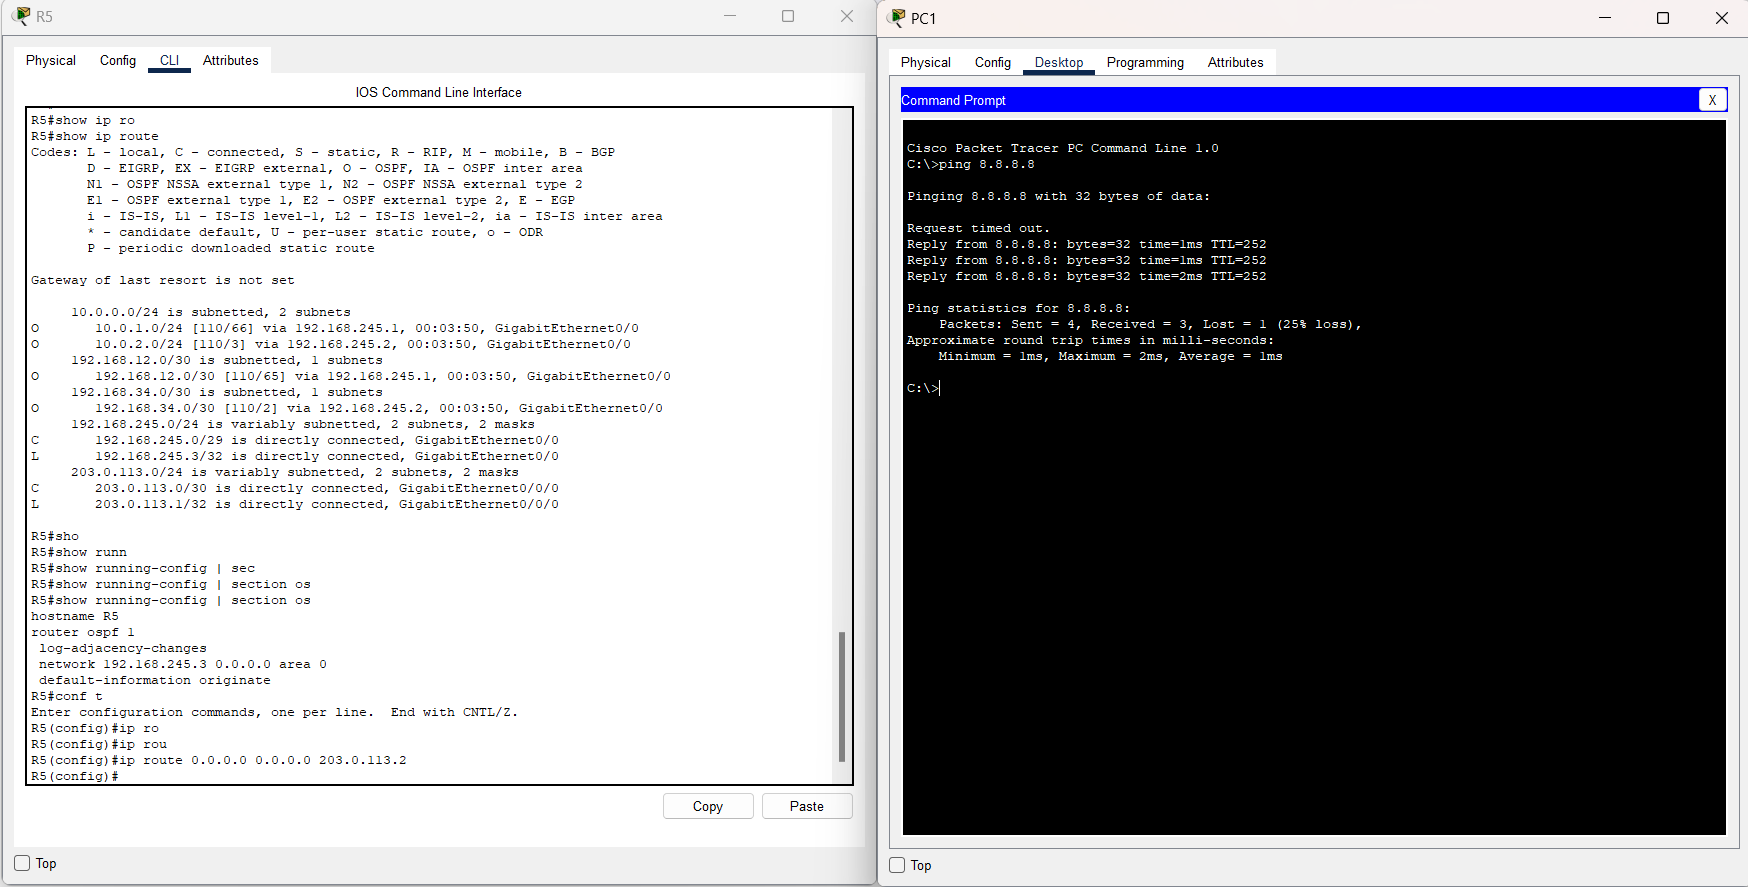 R5
Physical Config CLI Attributes
IOS Command Line Interface
R5#show ip ro
R5#show ip route
Codes: L - local, C - connected, S - static, R - RIP, M - mobile, B - BGP
D - EIGRP, EX - EIGRP external, O - OSPF, IA - OSPF inter area
N1 - OSPF NSSA external type 1, N2 - OSPF NSSA external type 2
E1 - OSPF external type 1, E2 - OSPF external type 2, E - EGP
i - IS-IS, L1 - IS-IS level-1, L2 - IS-IS level-2, ia - IS-IS inter area
* - candidate default, U - per-user static route, o - ODR
P - periodic downloaded static route
Gateway of last resort is not set
10.0.0.0/24 is subnetted, 2 subnets
O 10.0.1.0/24 [110/66] via 192.168.245.1, 00:03:50, GigabitEthernet0/0
O 10.0.2.0/24 [110/3] via 192.168.245.2, 00:03:50, GigabitEthernet0/0
192.168.12.0/30 is subnetted, 1 subnets
O 192.168.12.0/30 [110/65] via 192.168.245.1, 00:03:50, GigabitEthernet0/0
192.168.34.0/30 is subnetted, 1 subnets
O 192.168.34.0/30 [110/2] via 192.168.245.2, 00:03:50, GigabitEthernet0/0
192.168.245.0/24 is variably subnetted, 2 subnets, 2 masks
C 192.168.245.0/29 is directly connected, GigabitEthernet0/0
L 192.168.245.3/32 is directly connected, GigabitEthernet0/0
203.0.113.0/24 is variably subnetted, 2 subnets, 2 masks
C 203.0.113.0/30 is directly connected, GigabitEthernet0/0/0
L 203.0.113.1/32 is directly connected, GigabitEthernet0/0/0
R5#sho
R5#show runn
R5#show running-config | sec
R5#show running-config | section os
R5#show running-config | section os
hostname R5
router ospf 1
log-adjacency-changes
network 192.168.245.3 0.0.0.0 area 0
default-information originate
R5#conf t
Enter configuration commands, one per line. End with CNTL/Z.
R5(config)#ip ro
R5(config)#ip rou
R5(config)#ip route 0.0.0.0 0.0.0.0 203.0.113.2
R5(config)#
Copy Paste
Top
PC1
Physical Config Desktop Programming Attributes
Command Prompt X
Cisco Packet Tracer PC Command Line 1.0
C:\>ping 8.8.8.8
Pinging 8.8.8.8 with 32 bytes of data:
Request timed out.
Reply from 8.8.8.8: bytes=32 time=1ms TTL=252
Reply from 8.8.8.8: bytes=32 time=1ms TTL=252
Reply from 8.8.8.8: bytes=32 time=2ms TTL=252
Ping statistics for 8.8.8.8:
Packets: Sent = 4, Received = 3, Lost = 1 (25% loss),
Approximate round trip times in milli-seconds:
Minimum = 1ms, Maximum = 2ms, Average = 1ms
C:\>
Top